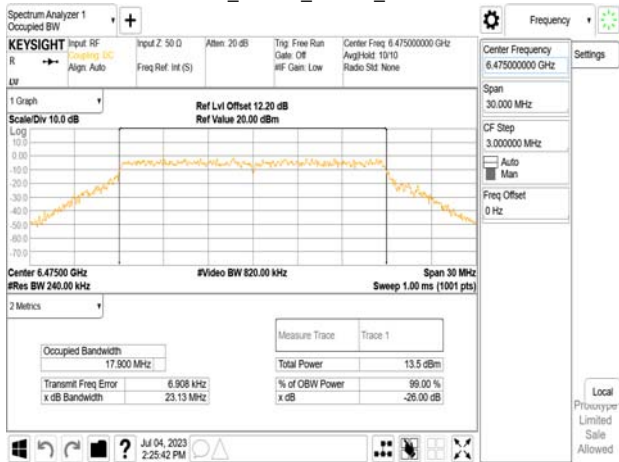 Spectrum Analyzer 1
Occupied BW
+
Frequency
KEYSIGHT
Input: RF
Coupling: DC
Align: Auto
R
LVI
Input Z: 50 Ω
Freq Ref: Int (S)
Atten: 20 dB
Trig: Free Run
Gate: Off
#IF Gain: Low
Center Freq: 6.475000000 GHz
Avg|Hold: 10/10
Radio Std: None
Center Frequency
6.475000000 GHz
Settings
Span
30.000 MHz
CF Step
3.000000 MHz
Auto
Man
Freq Offset
0 Hz
1 Graph
Scale/Div 10.0 dB
Ref Lvl Offset 12.20 dB
Ref Value 20.00 dBm
Log
10.0
0.00
-10.0
-20.0
-30.0
-40.0
-50.0
-60.0
-70.0
Center 6.47500 GHz
#Video BW 820.00 kHz
Span 30 MHz
#Res BW 240.00 kHz
Sweep 1.00 ms (1001 pts)
2 Metrics
Measure Trace
Trace 1
Occupied Bandwidth
17.900 MHz
Total Power
13.5 dBm
Transmit Freq Error
6.908 kHz
% of OBW Power
99.00 %
x dB Bandwidth
23.13 MHz
x dB
-26.00 dB
Local
Prototype
Limited
Sale
Allowed
?
Jul 04, 2023
2:25:42 PM